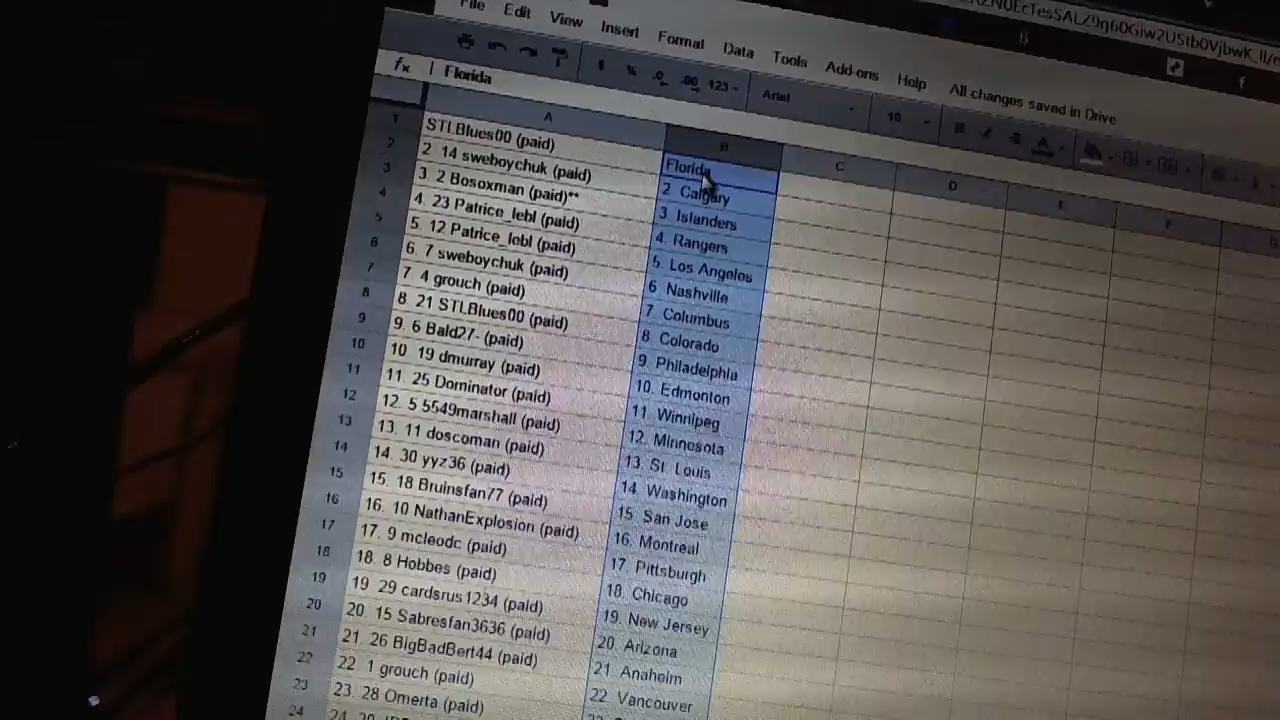 File Edit View Insert Format Data Tools Add-ons Help All changes saved in Drive
$ % .0 .00 123 Arial 10
fx Florida
A B C D E F
1 STLBlues00 (paid) Florida
2 2 14 sweboychuk (paid) 2 Calgary
3 3 2 Bosoxman (paid)** 3 Islanders
4 4. 23 Patrice_lebl (paid) 4. Rangers
5 5. 12 Patrice_lebl (paid) 5. Los Angeles
6 6. 7 sweboychuk (paid) 6 Nashville
7 7 4 grouch (paid) 7 Columbus
8 8. 21 STLBlues00 (paid) 8 Colorado
9 9. 6 Bald27- (paid) 9. Philadelphia
10 10 19 dmurray (paid) 10. Edmonton
11 11. 25 Dominator (paid) 11 Winnipeg
12 12. 5 5549marshall (paid) 12. Minnesota
13 13. 11 doscoman (paid) 13. St. Louis
14 14. 30 yyz36 (paid) 14 Washington
15 15. 18 Bruinsfan77 (paid) 15 San Jose
16 16. 10 NathanExplosion (paid) 16. Montreal
17 17. 9 mcleodc (paid) 17. Pittsburgh
18 18. 8 Hobbes (paid) 18. Chicago
19 19 29 cardsrus1234 (paid) 19. New Jersey
20 20. 15 Sabresfan3636 (paid) 20 Arizona
21 21. 26 BigBadBert44 (paid) 21 Anaheim
22 22 1 grouch (paid) 22 Vancouver
23 23. 28 Omerta (paid)
24